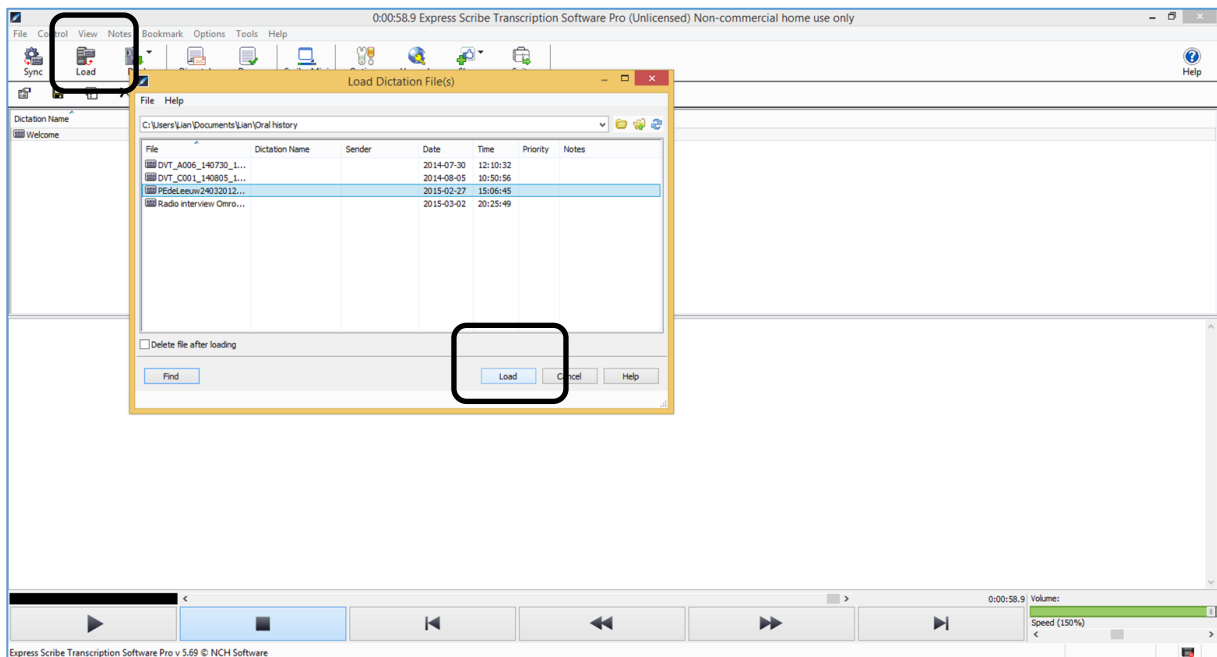 0:00:58.9 Express Scribe Transcription Software Pro (Unlicensed) Non-commercial home use only
File Control View Notes Bookmark Options Tools Help
Sync Load Help
Load Dictation File(s)
File Help
Dictation Name
C:\Users\Lian\Documents\Lian\Oral history
Welcome
File Dictation Name Sender Date Time Priority Notes
DVT_A006_140730_1... 2014-07-30 12:10:32
DVT_C001_140805_1... 2014-08-05 10:50:56
PEdeLeeuw24032012... 2015-02-27 15:06:45
Radio interview Omro... 2015-03-02 20:25:49
Delete file after loading
Find Load Cancel Help
0:00:58.9 Volume:
Speed (150%)
Express Scribe Transcription Software Pro v 5.69 © NCH Software